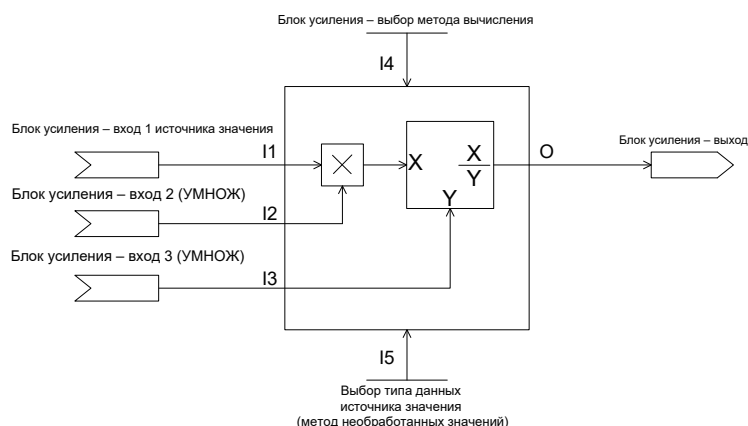 Блок усиления – выбор метода вычисления
I4
Блок усиления – вход 1 источника значения
I1
Блок усиления – вход 2 (УМНОЖ)
I2
Блок усиления – вход 3 (УМНОЖ)
I3
X
X
Y
Y
O
Блок усиления – выход
I5
Выбор типа данных
источника значения
(метод необработанных значений)